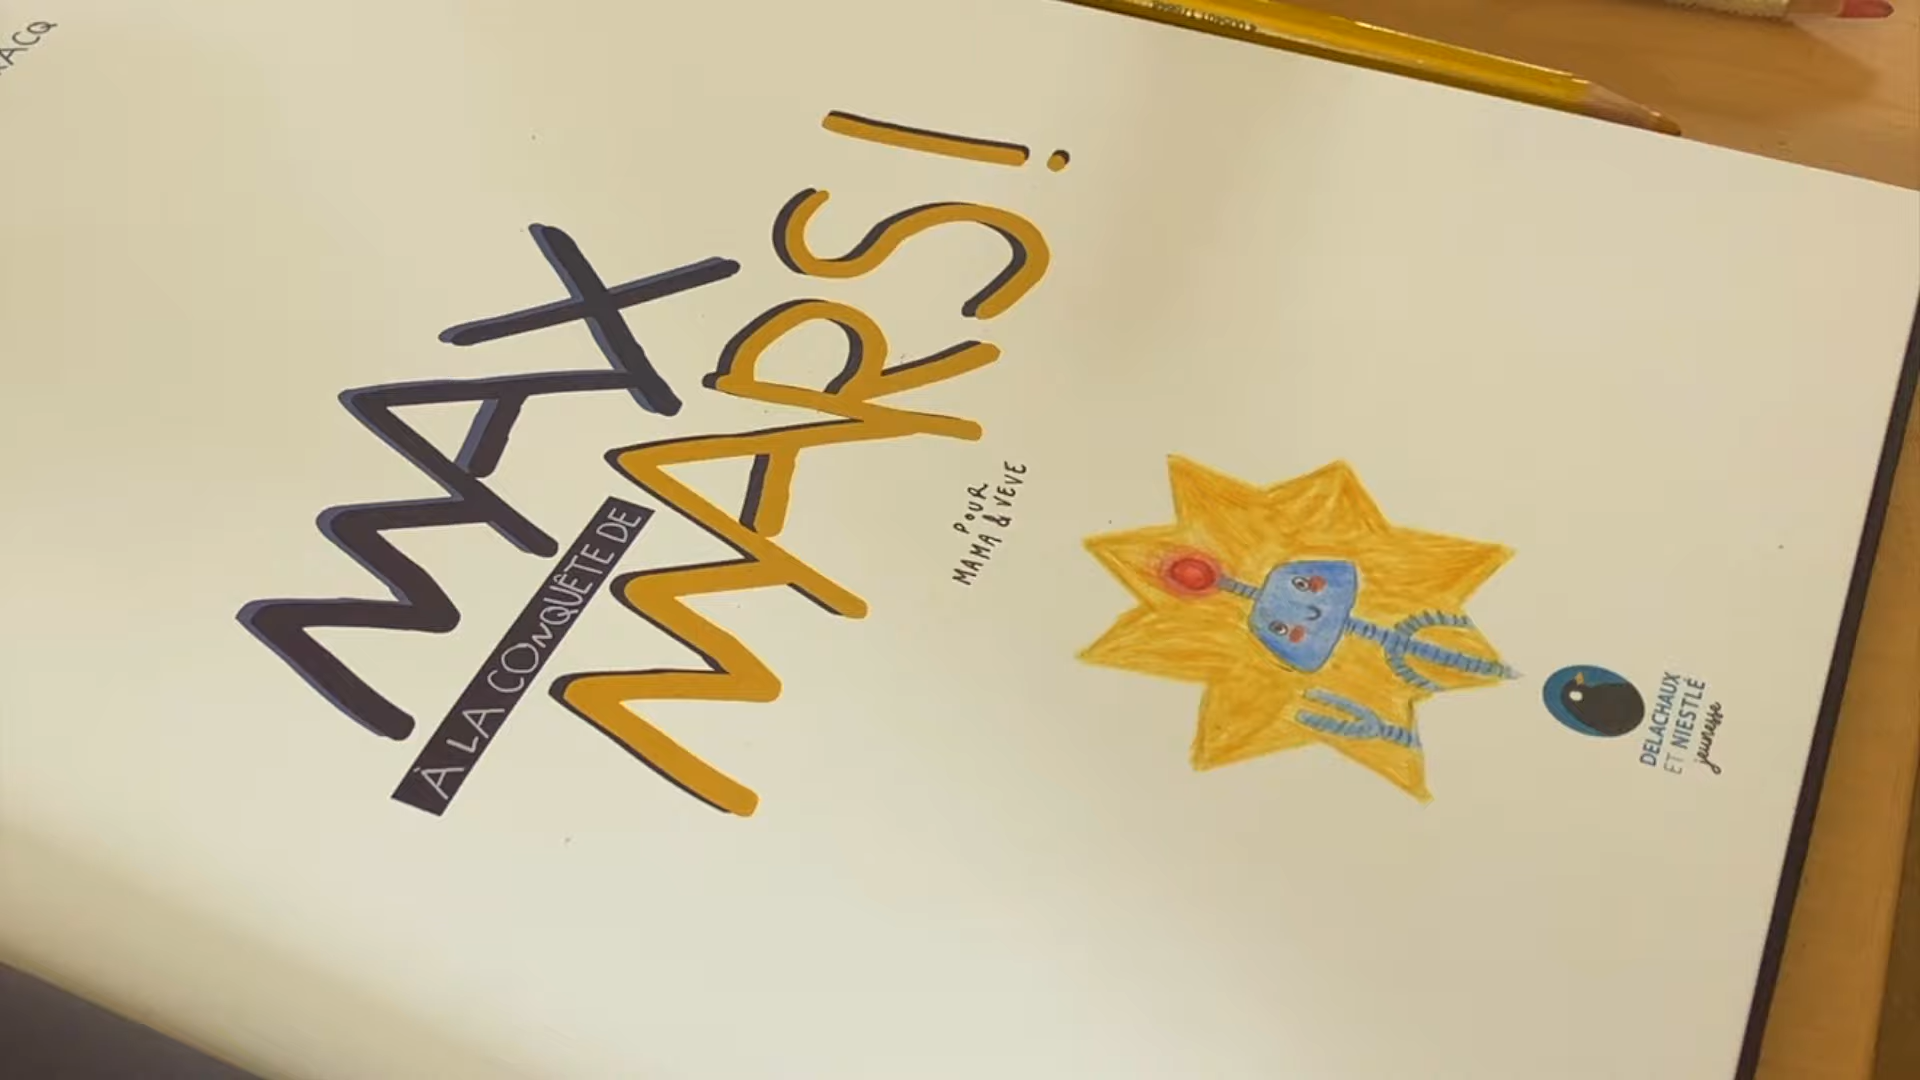 MAX
À LA CONQUÊTE DE
MARS !
POUR
MAMA & VEVE
DELACHAUX
ET NIESTLÉ
jeunesse